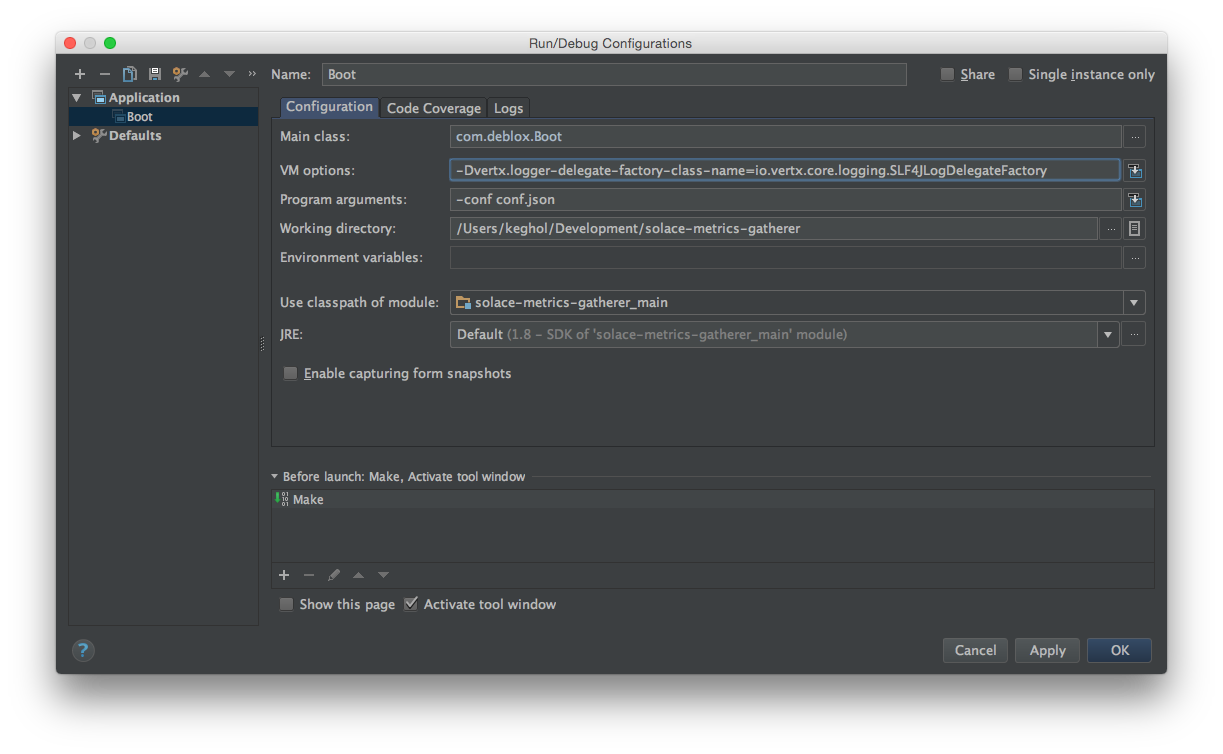 Run/Debug Configurations
Name: Boot Share Single instance only
Application
Boot
Defaults
Configuration Code Coverage Logs
Main class: com.deblox.Boot ...
VM options: -Dvertx.logger-delegate-factory-class-name=io.vertx.core.logging.SLF4JLogDelegateFactory
Program arguments: -conf conf.json
Working directory: /Users/keghol/Development/solace-metrics-gatherer ...
Environment variables: ...
Use classpath of module: solace-metrics-gatherer_main
JRE: Default (1.8 - SDK of 'solace-metrics-gatherer_main' module) ...
Enable capturing form snapshots
Before launch: Make, Activate tool window
Make
Show this page Activate tool window
? Cancel Apply OK